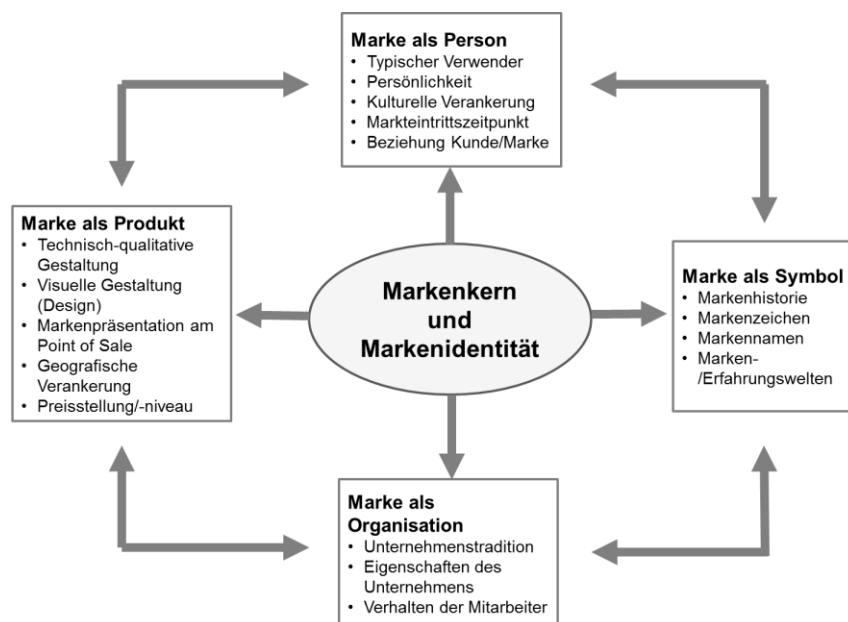 Marke als Person
• Typischer Verwender
• Persönlichkeit
• Kulturelle Verankerung
• Markteintrittszeitpunkt
• Beziehung Kunde/Marke
Marke als Produkt
• Technisch-qualitative
Gestaltung
• Visuelle Gestaltung
(Design)
• Markenpräsentation am
Point of Sale
• Geografische
Verankerung
• Preisstellung/-niveau
Markenkern
und
Markenidentität
Marke als Symbol
• Markenhistorie
• Markenzeichen
• Markennamen
• Marken-
/Erfahrungswelten
Marke als
Organisation
• Unternehmenstradition
• Eigenschaften des
Unternehmens
• Verhalten der Mitarbeiter